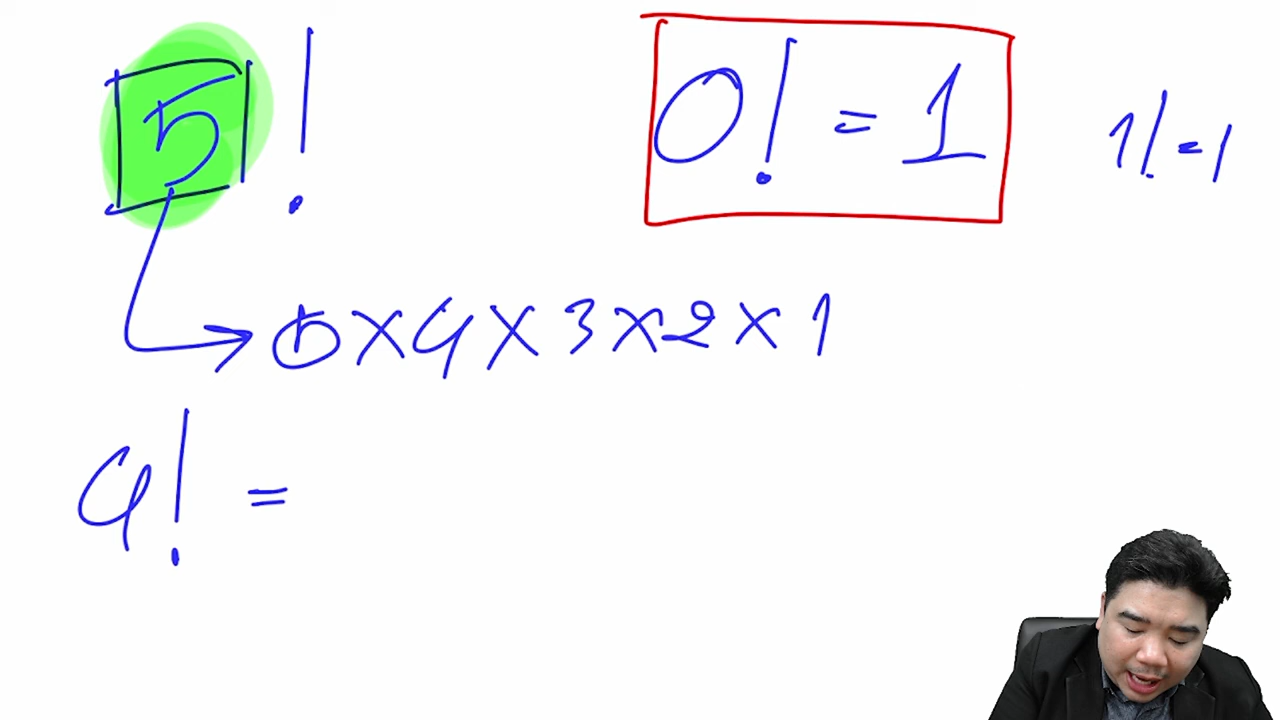 5!
0! = 1
1! = 1
5 X 4 X 3 X 2 X 1
4! =